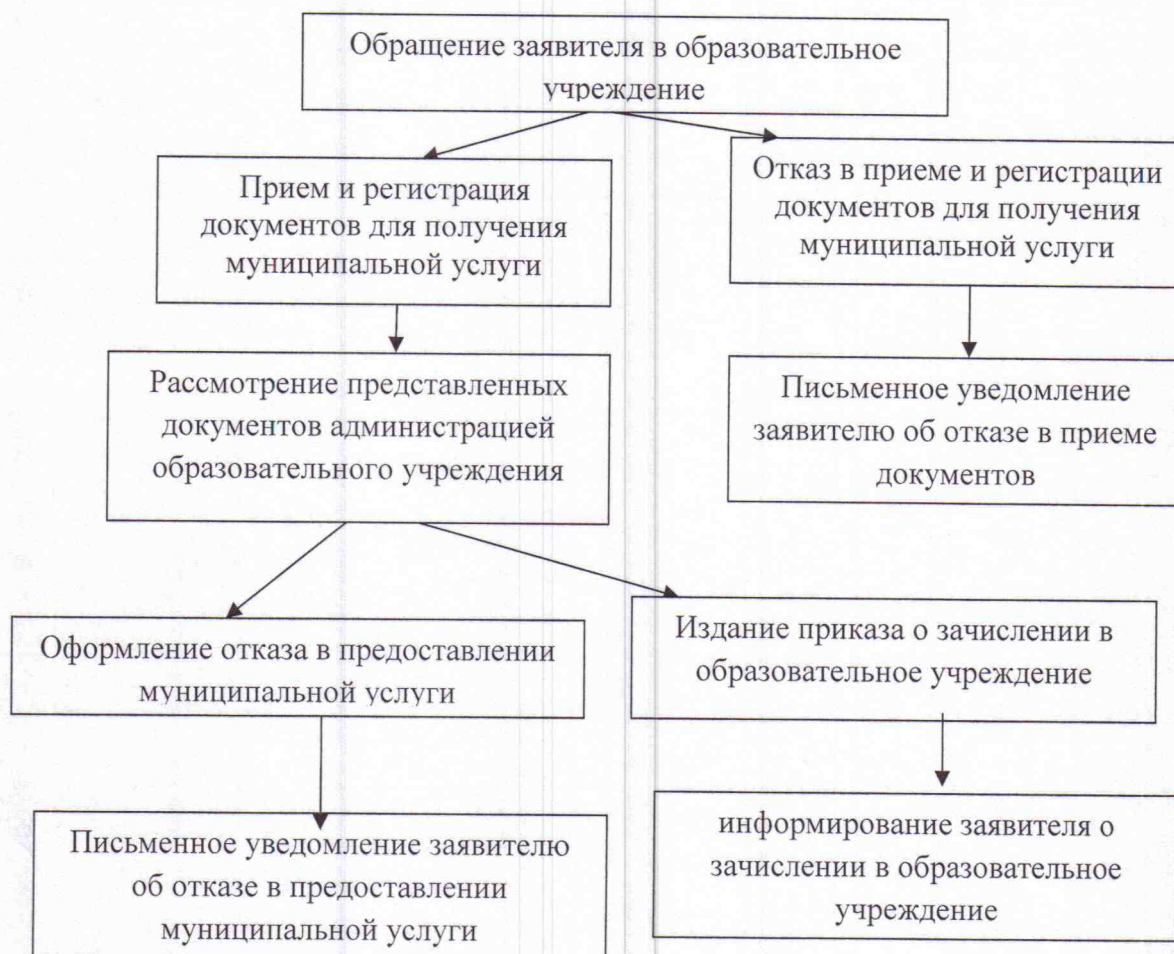 Обращение заявителя в образовательное
учреждение
Прием и регистрация
документов для получения
муниципальной услуги
Отказ в приеме и регистрации
документов для получения
муниципальной услуги
Рассмотрение представленных
документов администрацией
образовательного учреждения
Письменное уведомление
заявителю об отказе в приеме
документов
Оформление отказа в предоставлении
муниципальной услуги
Издание приказа о зачислении в
образовательное учреждение
Письменное уведомление заявителю
об отказе в предоставлении
муниципальной услуги
информирование заявителя о
зачислении в образовательное
учреждение